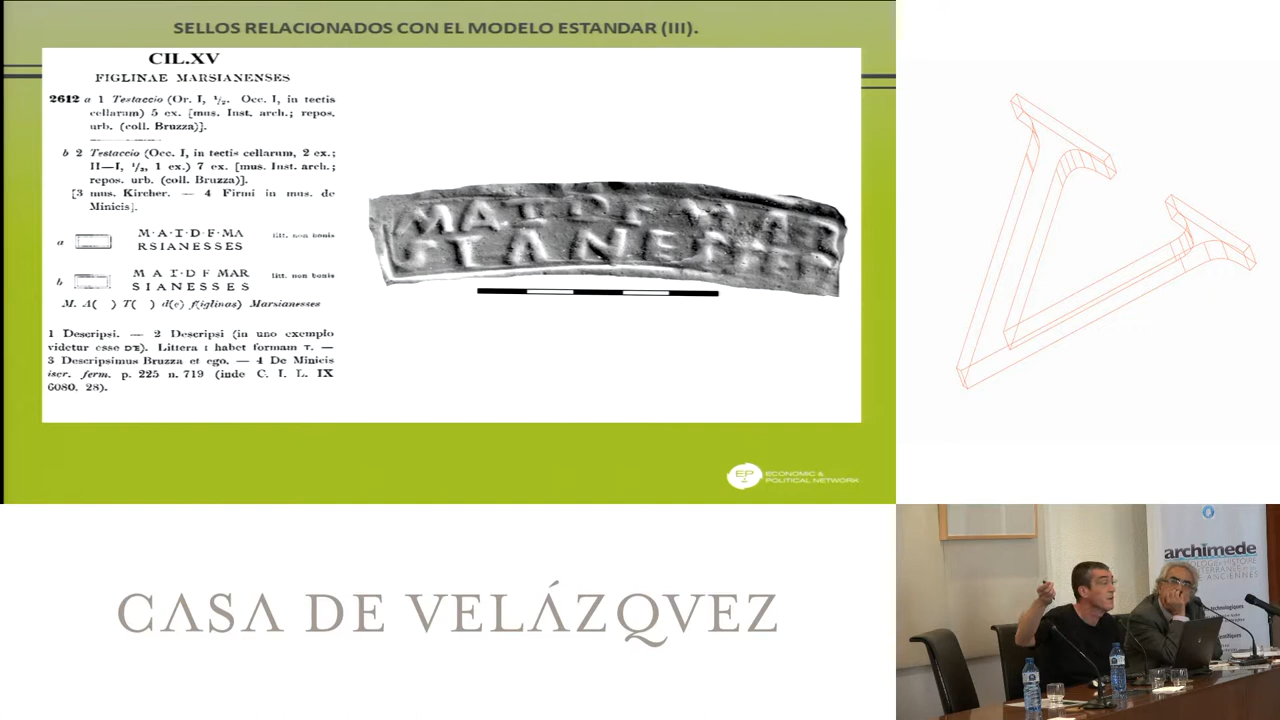 SELLOS RELACIONADOS CON EL MODELO ESTANDAR (III).
CIL.XV
FIGLINAE MARSIANENSES
2612 a 1 Testaccio (Or. I, ½. Occ. I, in tectis
cellarum) 5 ex. [mus. Inst. arch.; repos.
urb. (coll. Bruzza)].
b 2 Testaccio (Occ. I, in tectis cellarum, 2 ex.;
II—I, ½, 1 ex.) 7 ex. [mus. Inst. arch.;
repos. urb. (coll. Bruzza)].
[3 mus. Kircher. — 4 Firmi in mus. de
Minicis].
a M·A·I·D·F·MA litt. non bonis
RSIANESSES
b M A I·D F MAR litt. non bonis
SIANESSES
M. A( ) T( ) d(e) f(iglinas) Marsianesses
1 Descripsi. — 2 Descripsi (in uno exemplo
videtur esse DE). Littera I habet formam T. —
3 Descripsimus Bruzza et ego. — 4 De Minicis
iscr. ferm. p. 225 n. 719 (inde C. I. L. IX
6080, 28).
EP ECONOMIC &
POLITICAL NETWORK
CASA DE VELÁZQVEZ
archimede